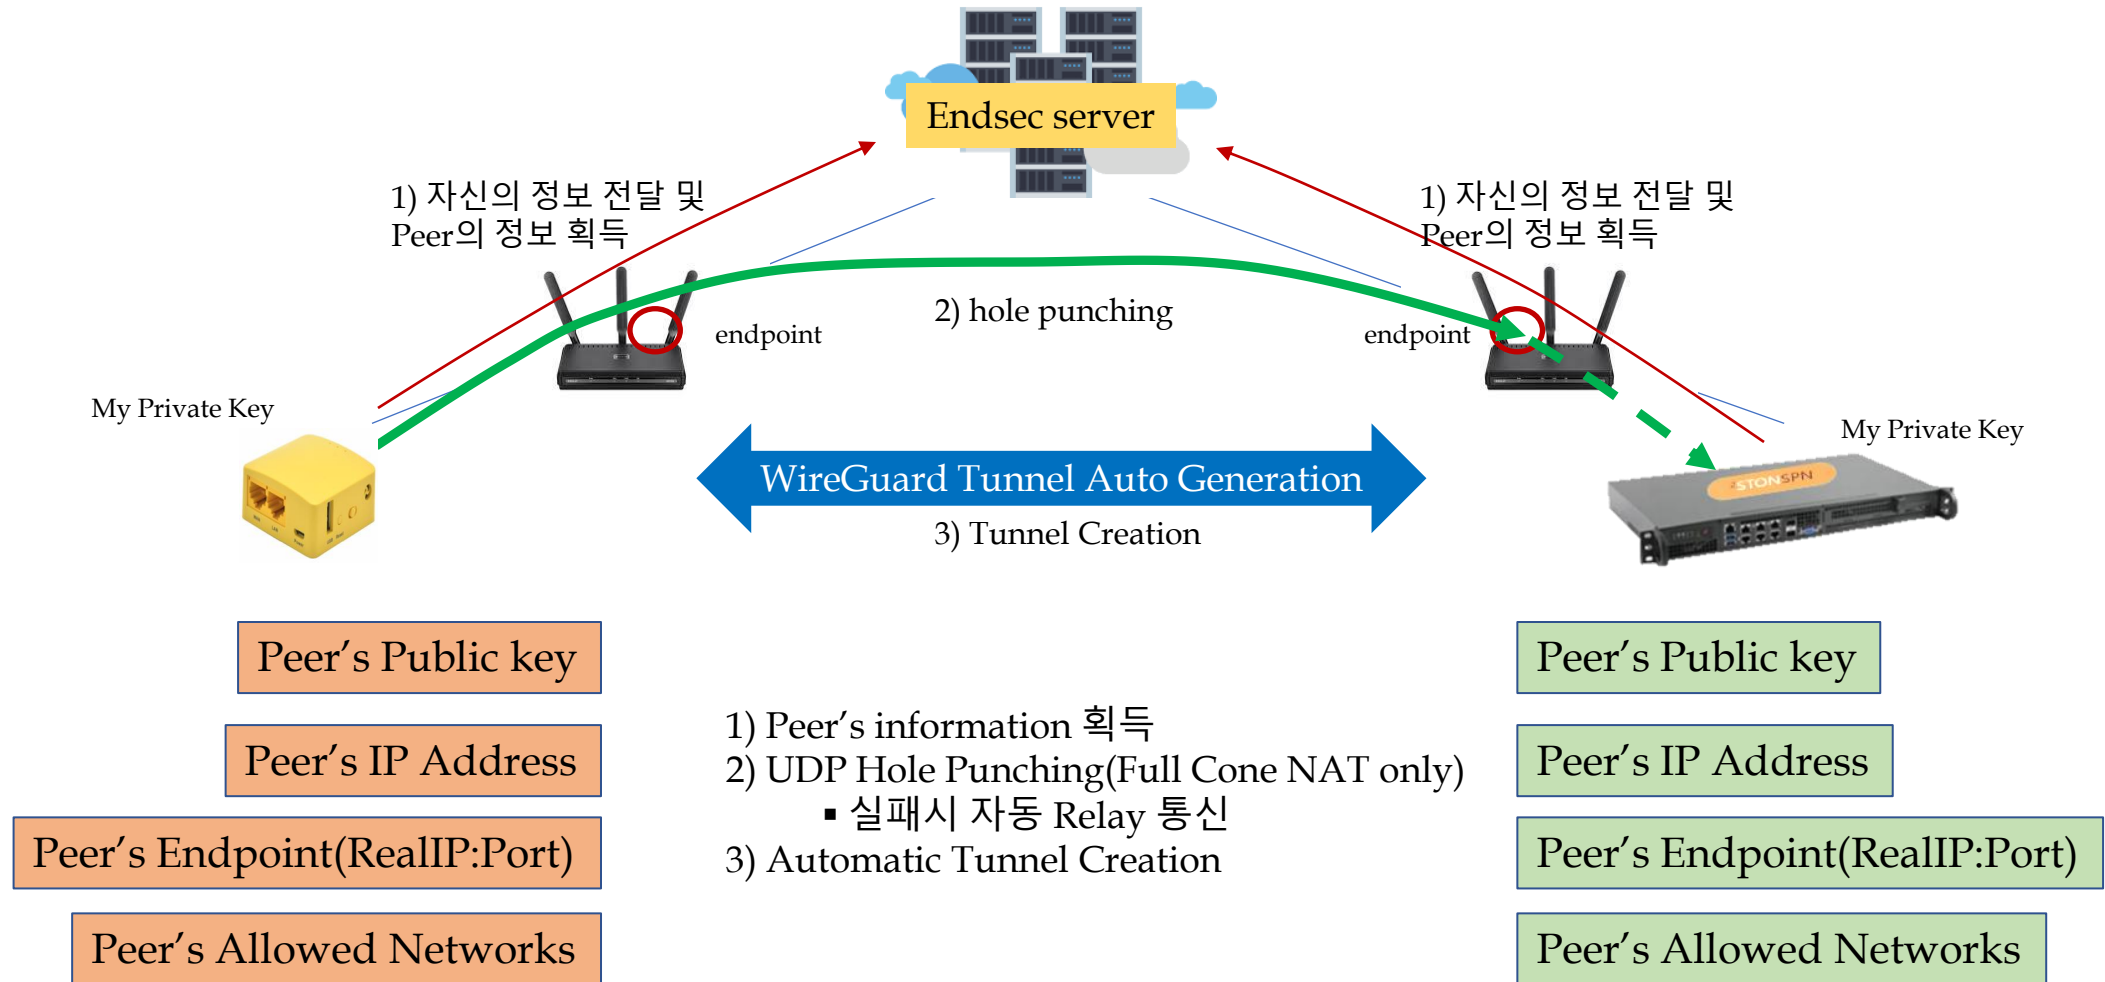 Endsec server
1) 자신의 정보 전달 및
Peer의 정보 획득
1) 자신의 정보 전달 및
Peer의 정보 획득
2) hole punching
endpoint
endpoint
My Private Key
My Private Key
WireGuard Tunnel Auto Generation
3) Tunnel Creation
STONSPN
Peer's Public key
Peer's IP Address
Peer's Endpoint(RealIP:Port)
Peer's Allowed Networks
1) Peer's information 획득
2) UDP Hole Punching(Full Cone NAT only)
▪ 실패시 자동 Relay 통신
3) Automatic Tunnel Creation
Peer's Public key
Peer's IP Address
Peer's Endpoint(RealIP:Port)
Peer's Allowed Networks